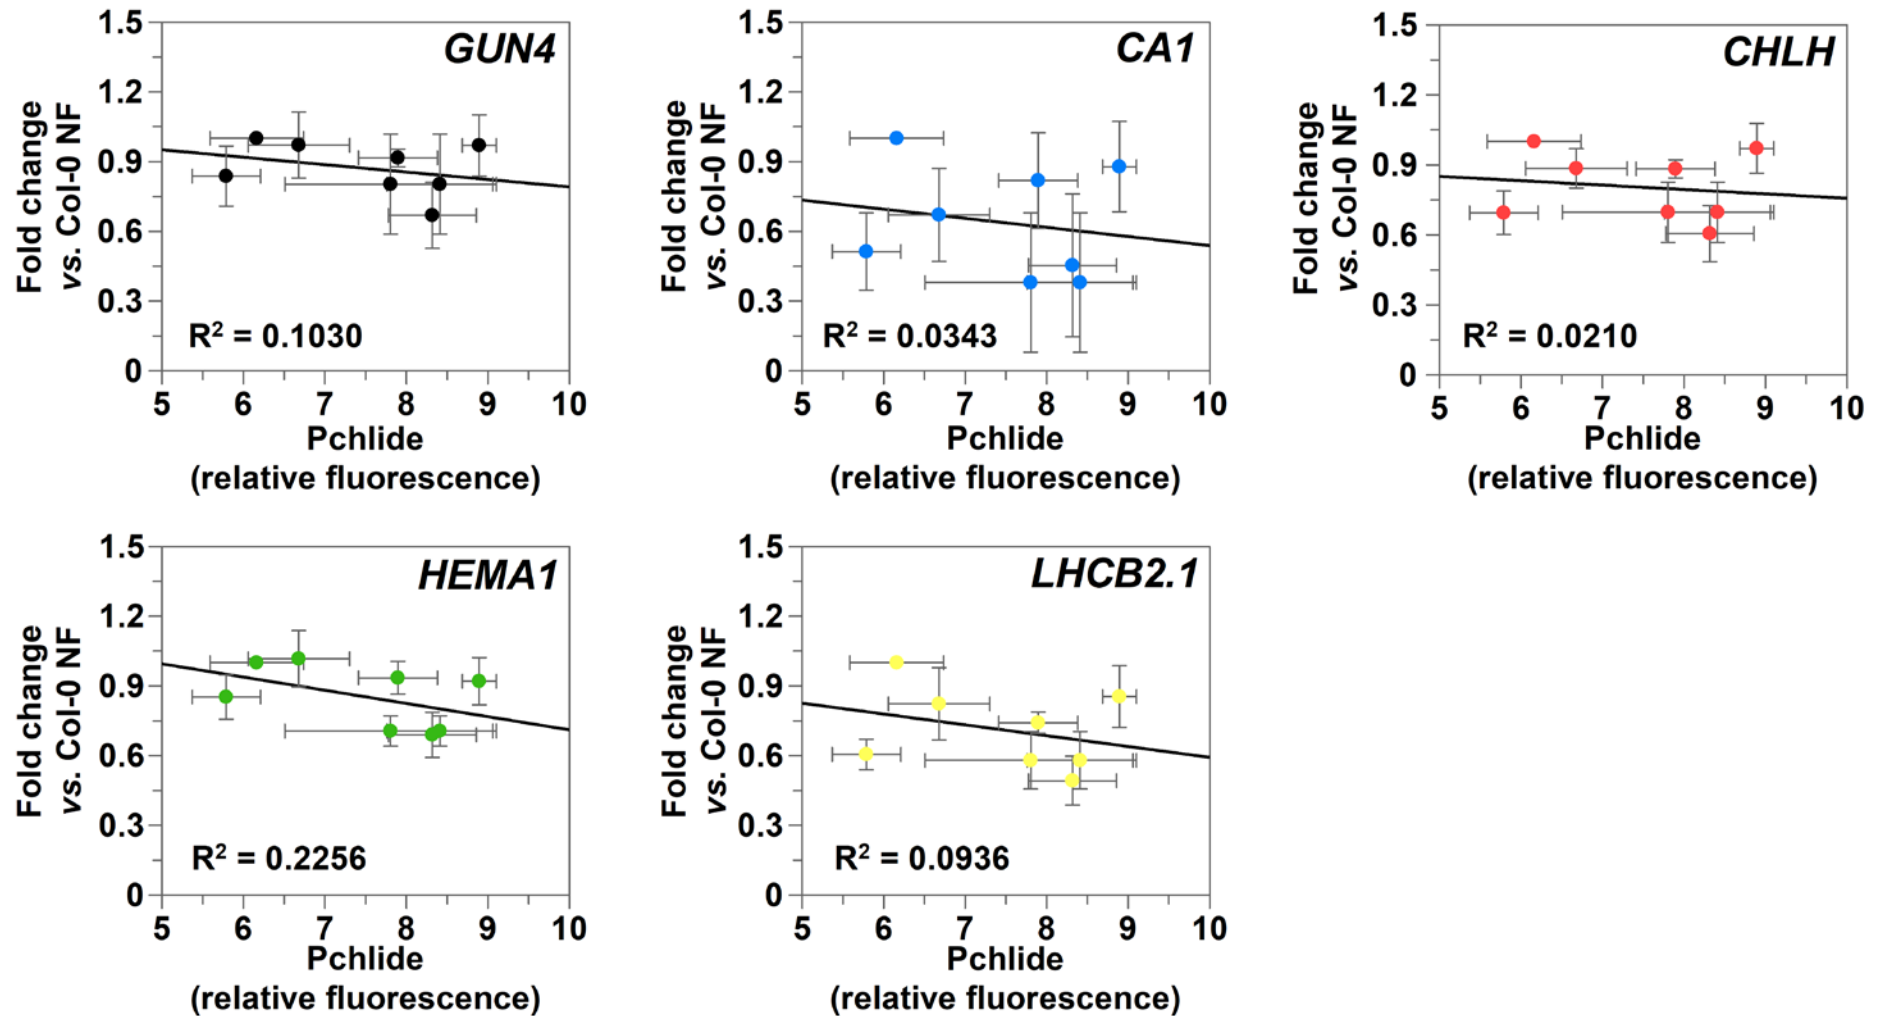 GUN4
Fold change
vs. Col-0 NF
1.5
1.2
0.9
0.6
0.3
0
R² = 0.1030
5 6 7 8 9 10
Pchlide
(relative fluorescence)
CA1
Fold change
vs. Col-0 NF
1.5
1.2
0.9
0.6
0.3
0
R² = 0.0343
5 6 7 8 9 10
Pchlide
(relative fluorescence)
CHLH
Fold change
vs. Col-0 NF
1.5
1.2
0.9
0.6
0.3
0
R² = 0.0210
5 6 7 8 9 10
Pchlide
(relative fluorescence)
HEMA1
Fold change
vs. Col-0 NF
1.5
1.2
0.9
0.6
0.3
0
R² = 0.2256
5 6 7 8 9 10
Pchlide
(relative fluorescence)
LHCB2.1
Fold change
vs. Col-0 NF
1.5
1.2
0.9
0.6
0.3
0
R² = 0.0936
5 6 7 8 9 10
Pchlide
(relative fluorescence)